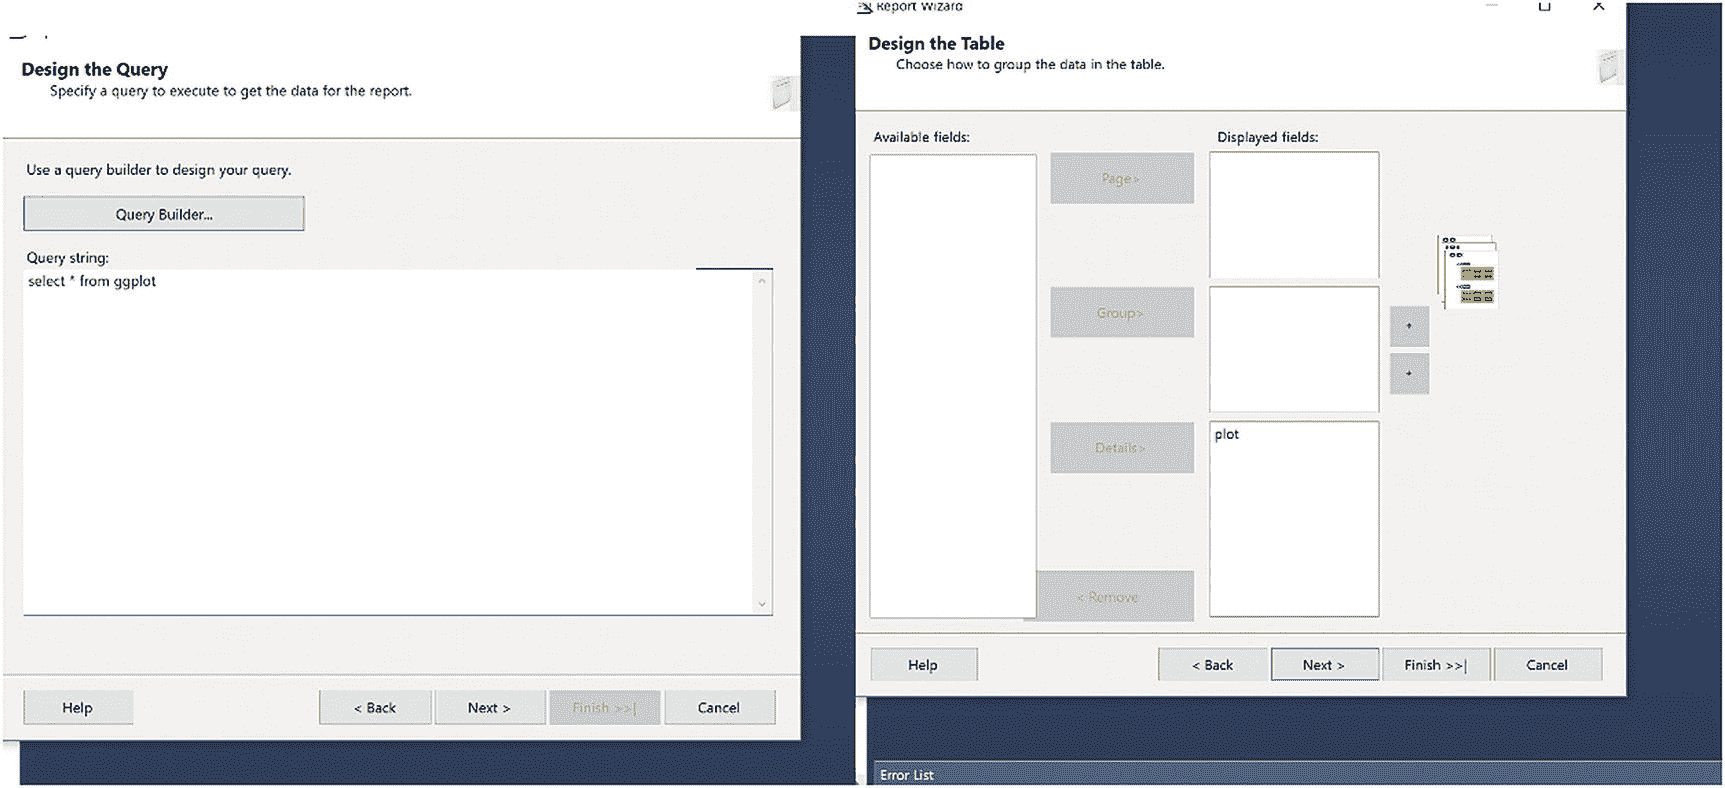 Design the Query
Specify a query to execute to get the data for the report.
Use a query builder to design your query.
Query Builder...
Query string:
select * from ggplot
Help
< Back
Next >
Finish >>|
Cancel
Report Wizard
Design the Table
Choose how to group the data in the table.
Available fields:
Displayed fields:
Page>
Group>
Details>
plot
< Remove
Help
< Back
Next >
Finish >>|
Cancel
Error List